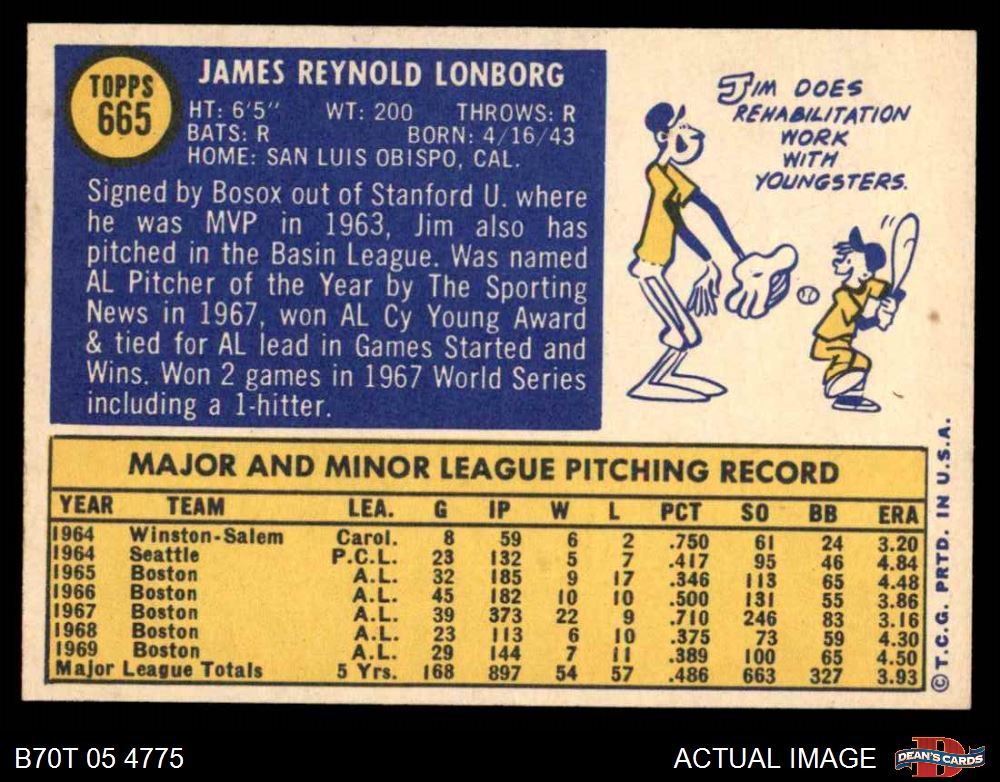 TOPPS
665
JAMES REYNOLD LONBORG
HT: 6'5" WT: 200 THROWS: R
BATS: R BORN: 4/16/43
HOME: SAN LUIS OBISPO, CAL.
Signed by Bosox out of Stanford U. where
he was MVP in 1963, Jim also has
pitched in the Basin League. Was named
AL Pitcher of the Year by The Sporting
News in 1967, won AL Cy Young Award
& tied for AL lead in Games Started and
Wins. Won 2 games in 1967 World Series
including a 1-hitter.
JIM DOES
REHABILITATION
WORK
WITH
YOUNGSTERS.
MAJOR AND MINOR LEAGUE PITCHING RECORD
YEAR TEAM LEA. G IP W L PCT SO BB ERA
1964 Winston-Salem Carol. 8 59 6 2 .750 61 24 3.20
1964 Seattle P.C.L. 23 132 5 7 .417 95 46 4.84
1965 Boston A.L. 32 185 9 17 .346 113 65 4.48
1966 Boston A.L. 45 182 10 10 .500 131 55 3.86
1967 Boston A.L. 39 373 22 9 .710 246 83 3.16
1968 Boston A.L. 23 113 6 10 .375 73 59 4.30
1969 Boston A.L. 29 144 7 11 .389 100 65 4.50
Major League Totals 5 Yrs. 168 897 54 57 .486 663 327 3.93
©T.C.G. PRTD. IN U.S.A.
B70T 05 4775
ACTUAL IMAGE
D
DEAN'S CARDS